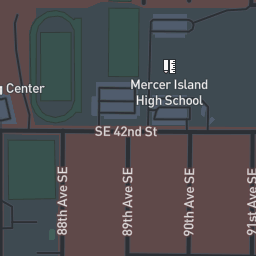 Mercer Island
High School
Center
SE 42nd St
88th Ave SE
89th Ave SE
90th Ave SE
91st Ave SE